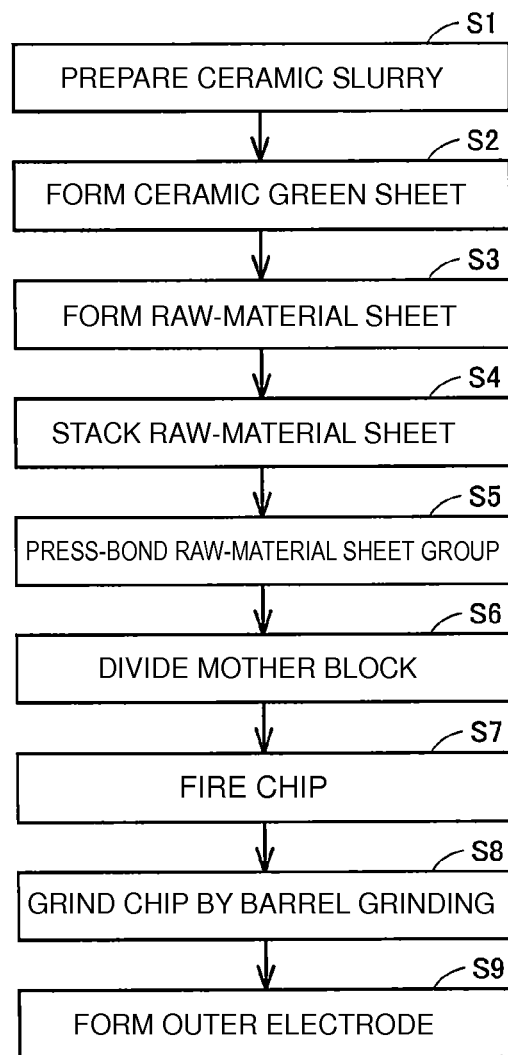 S1
PREPARE CERAMIC SLURRY
S2
FORM CERAMIC GREEN SHEET
S3
FORM RAW-MATERIAL SHEET
S4
STACK RAW-MATERIAL SHEET
S5
PRESS-BOND RAW-MATERIAL SHEET GROUP
S6
DIVIDE MOTHER BLOCK
S7
FIRE CHIP
S8
GRIND CHIP BY BARREL GRINDING
S9
FORM OUTER ELECTRODE